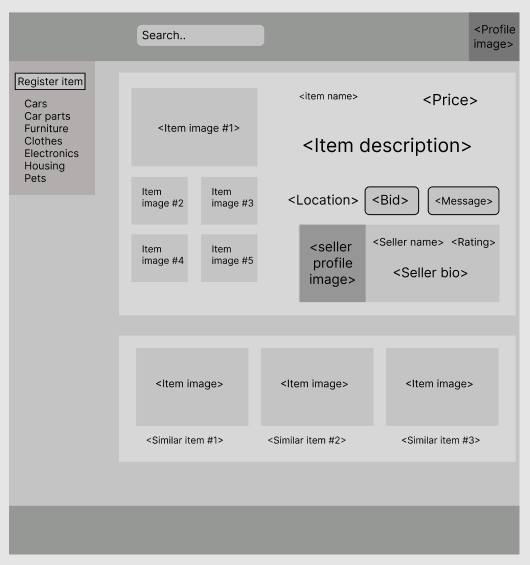 Search..
<Profile
image>
Register item
Cars
Car parts
Furniture
Clothes
Electronics
Housing
Pets
<Item image #1>
Item
image #2
Item
image #3
Item
image #4
Item
image #5
<item name>
<Price>
<Item description>
<Location>
<Bid>
<Message>
<seller
profile
image>
<Seller name>
<Rating>
<Seller bio>
<Item image>
<Item image>
<Item image>
<Similar item #1>
<Similar item #2>
<Similar item #3>